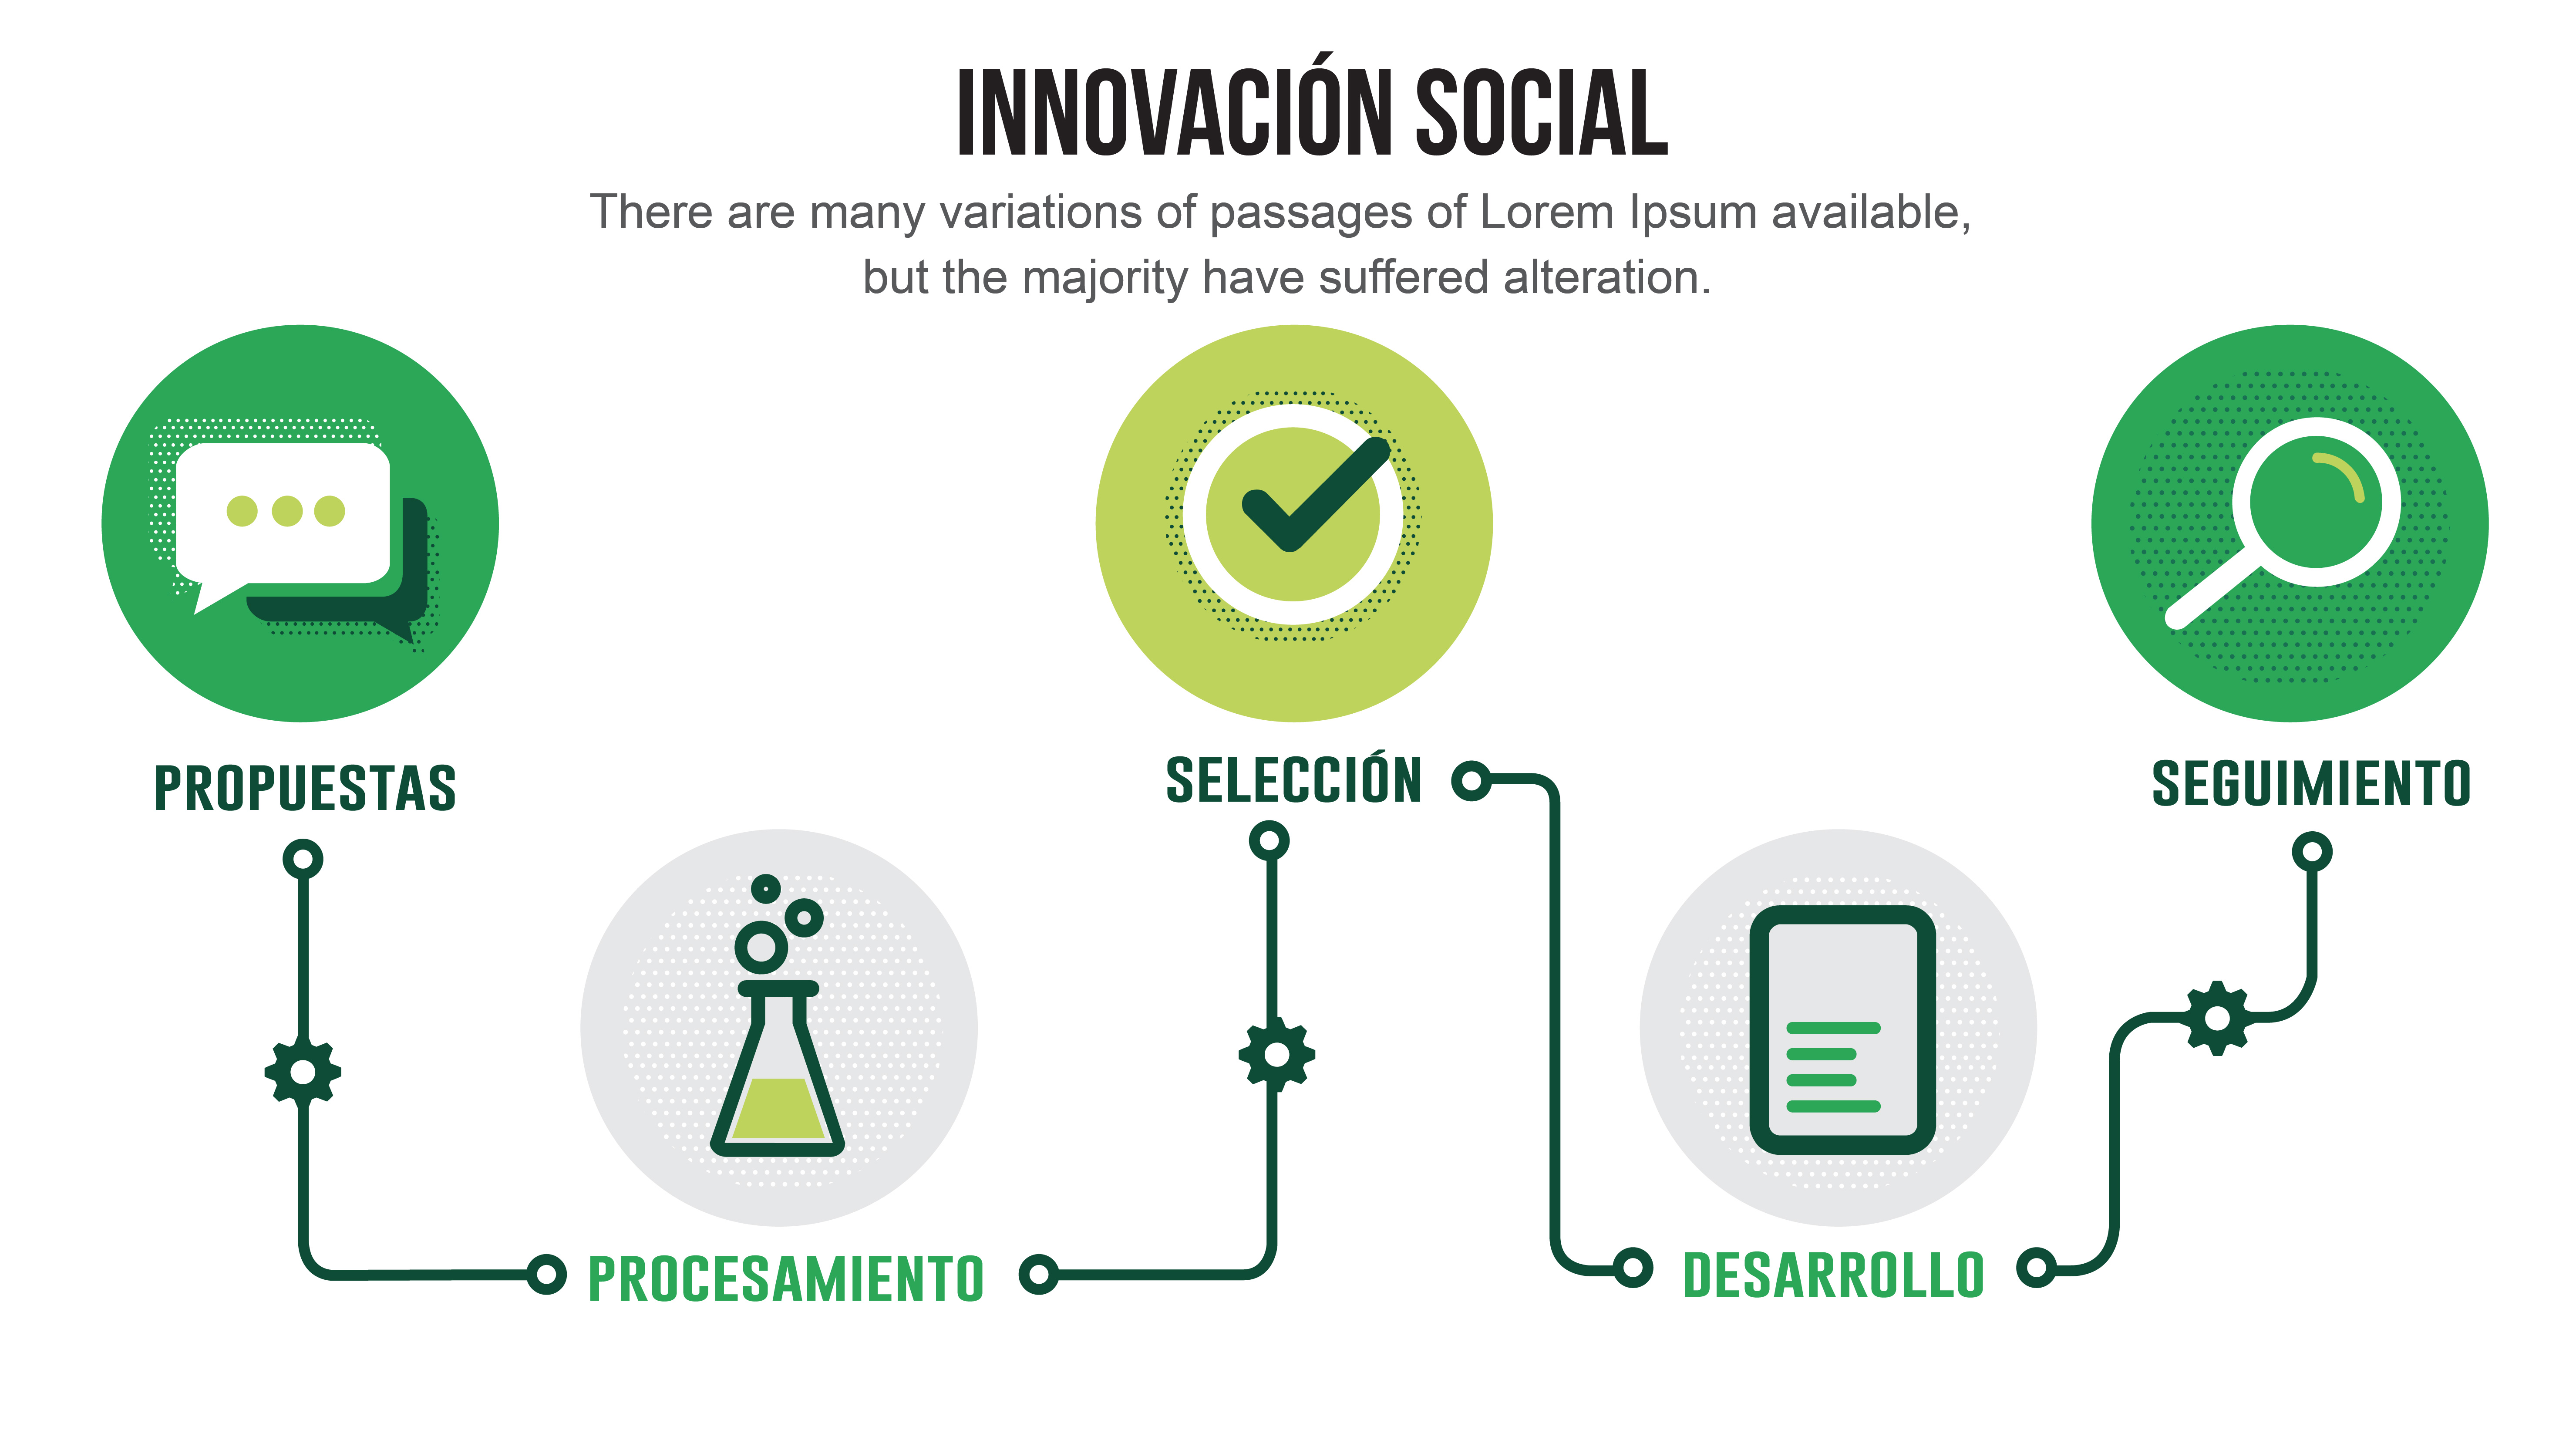 INNOVACIÓN SOCIAL
There are many variations of passages of Lorem Ipsum available,
but the majority have suffered alteration.
PROPUESTAS
SELECCIÓN
SEGUIMIENTO
PROCESAMIENTO
DESARROLLO